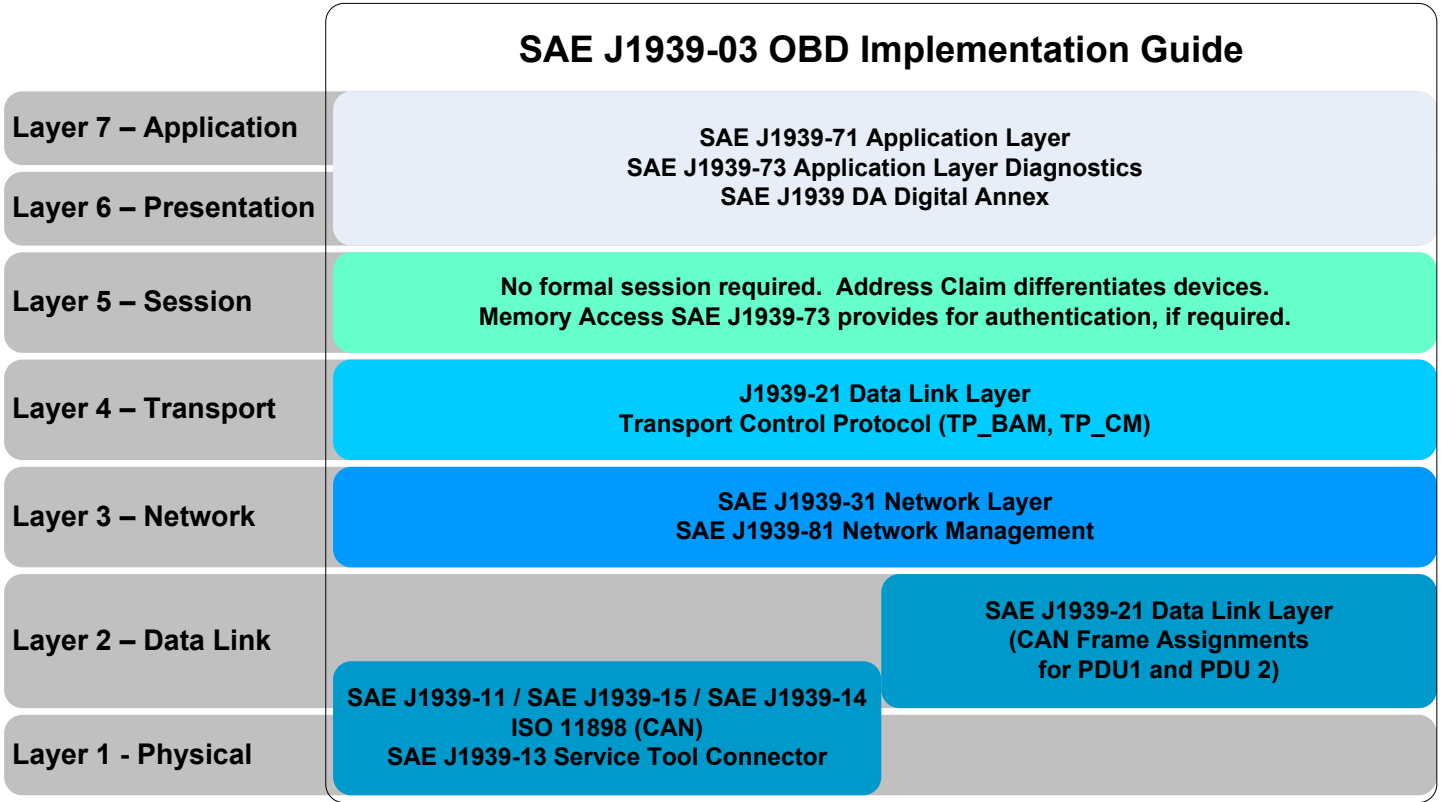 SAE J1939-03 OBD Implementation Guide
Layer 7 – Application
Layer 6 – Presentation
SAE J1939-71 Application Layer
SAE J1939-73 Application Layer Diagnostics
SAE J1939 DA Digital Annex
Layer 5 – Session
No formal session required.  Address Claim differentiates devices.
Memory Access SAE J1939-73 provides for authentication, if required.
Layer 4 – Transport
J1939-21 Data Link Layer
Transport Control Protocol (TP_BAM, TP_CM)
Layer 3 – Network
SAE J1939-31 Network Layer
SAE J1939-81 Network Management
Layer 2 – Data Link
SAE J1939-21 Data Link Layer
(CAN Frame Assignments
for PDU1 and PDU 2)
SAE J1939-11 / SAE J1939-15 / SAE J1939-14
ISO 11898 (CAN)
SAE J1939-13 Service Tool Connector
Layer 1 - Physical